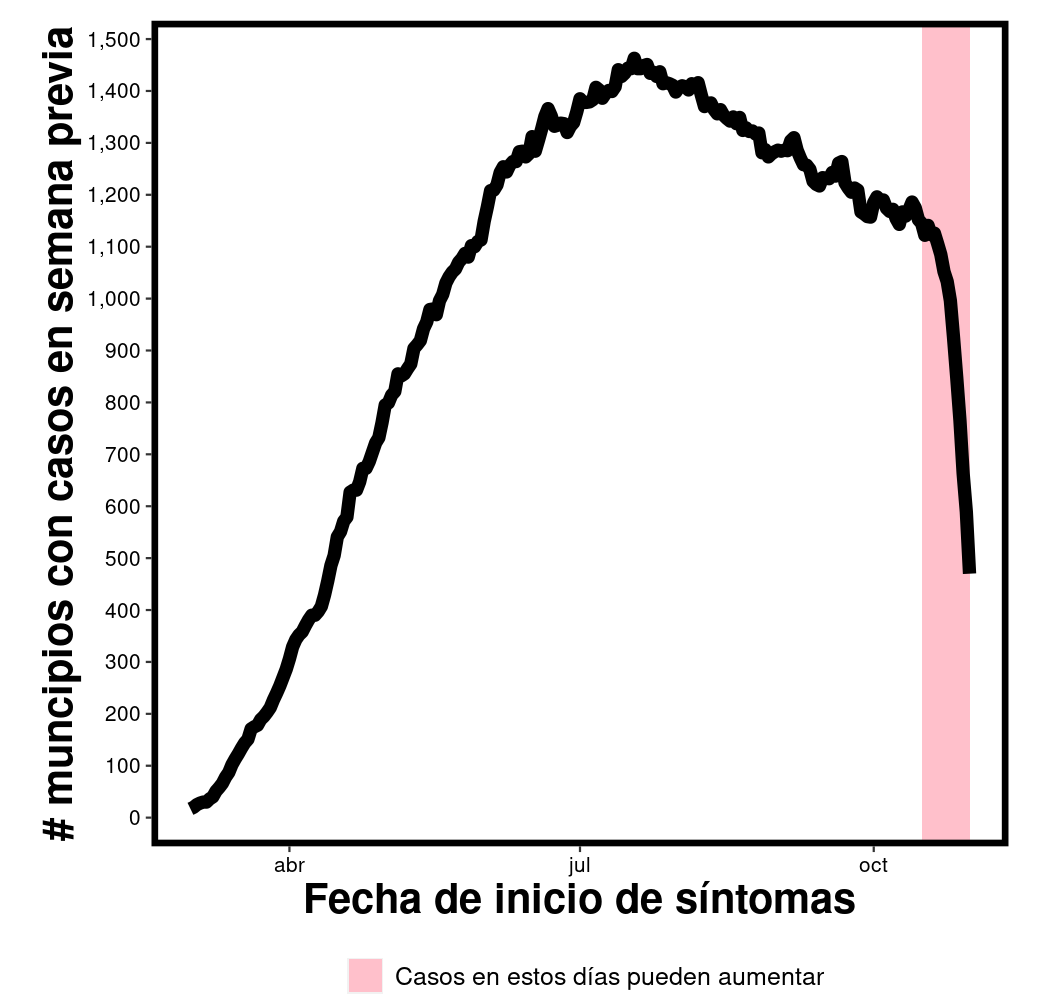 # muncipios con casos en semana previa
1,500
1,400
1,300
1,200
1,100
1,000
900
800
700
600
500
400
300
200
100
0
abr
jul
oct
Fecha de inicio de síntomas
Casos en estos días pueden aumentar